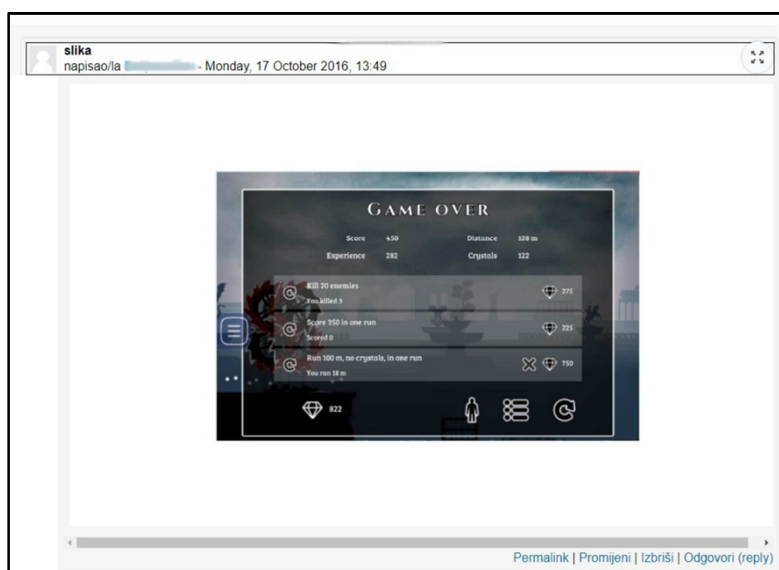 slika
napisao/la - Monday, 17 October 2016, 13:49
GAME OVER
Score 450 Distance 128 m
Experience 282 Crystals 122
Kill 20 enemies
You killed 3
275
Score 350 in one run
Scored 0
225
Run 100 m, no crystals, in one run
You ran 18 m
750
822
Permalink | Promijeni | Izbriši | Odgovori (reply)